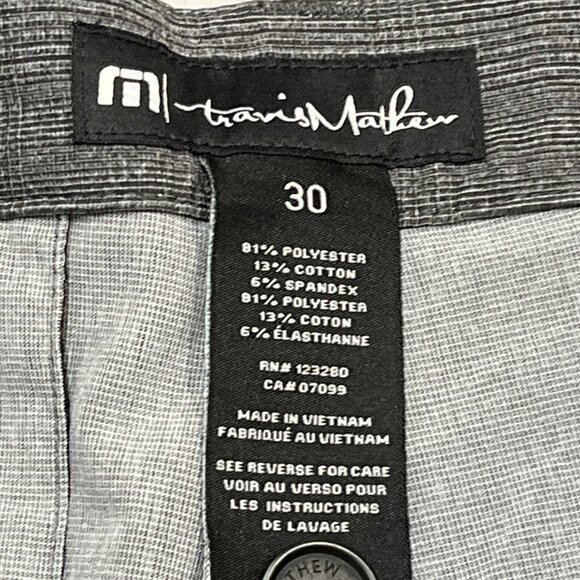 travisMathew
30
81% POLYESTER
13% COTTON
6% SPANDEX
81% POLYESTER
13% COTON
6% ÉLASTHANNE
RN# 123280
CA# 07099
MADE IN VIETNAM
FABRIQUÉ AU VIETNAM
SEE REVERSE FOR CARE
VOIR AU VERSO POUR
LES INSTRUCTIONS
DE LAVAGE
THEW